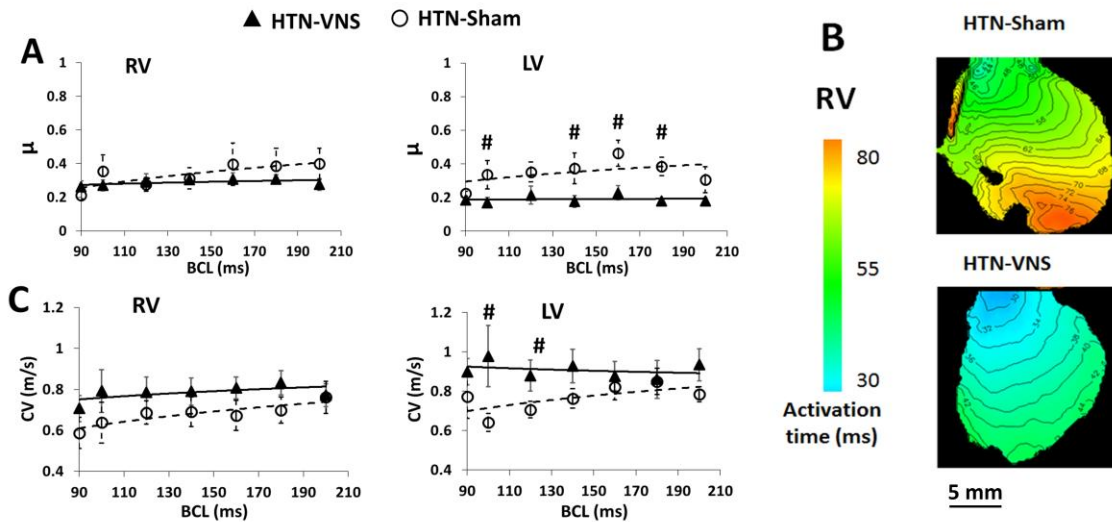 HTN-VNS HTN-Sham
A
RV
1
0.8
0.6
0.4
0.2
0
μ
90 110 130 150 170 190 210
BCL (ms)
LV
1
0.8
0.6
0.4
0.2
0
μ
# # # #
90 110 130 150 170 190 210
BCL (ms)
B
RV
80
55
30
Activation
time (ms)
HTN-Sham
HTN-VNS
5 mm
C
RV
1.2
1
0.8
0.6
0.4
CV (m/s)
90 110 130 150 170 190 210
BCL (ms)
LV
1.2
1
0.8
0.6
0.4
CV (m/s)
# #
90 110 130 150 170 190 210
BCL (ms)